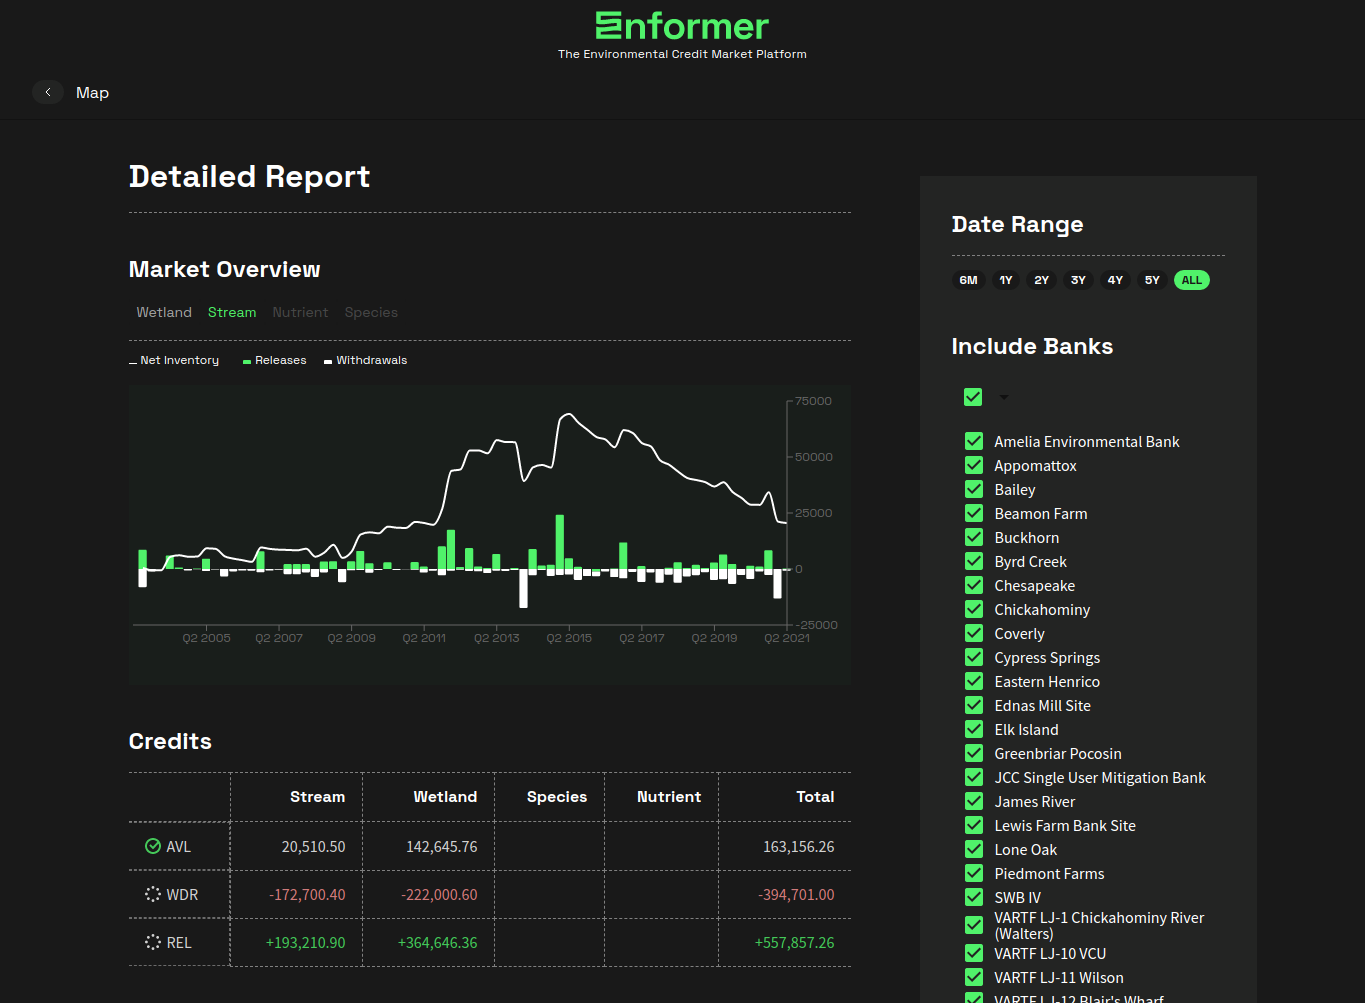 Enformer
The Environmental Credit Market Platform
Map
Detailed Report
Market Overview
Wetland Stream Nutrient Species
Net Inventory Releases Withdrawals
75000
50000
25000
0
-25000
Q2 2005 Q2 2007 Q2 2009 Q2 2011 Q2 2013 Q2 2015 Q2 2017 Q2 2019 Q2 2021
Credits
Stream Wetland Species Nutrient Total
AVL 20,510.50 142,645.76 163,156.26
WDR -172,700.40 -222,000.60 -394,701.00
REL +193,210.90 +364,646.36 +557,857.26
Date Range
6M 1Y 2Y 3Y 4Y 5Y ALL
Include Banks
Amelia Environmental Bank
Appomattox
Bailey
Beamon Farm
Buckhorn
Byrd Creek
Chesapeake
Chickahominy
Coverly
Cypress Springs
Eastern Henrico
Ednas Mill Site
Elk Island
Greenbriar Pocosin
JCC Single User Mitigation Bank
James River
Lewis Farm Bank Site
Lone Oak
Piedmont Farms
SWB IV
VARTF LJ-1 Chickahominy River
(Walters)
VARTF LJ-10 VCU
VARTF LJ-11 Wilson
VARTF LJ-12 Blair's Wharf